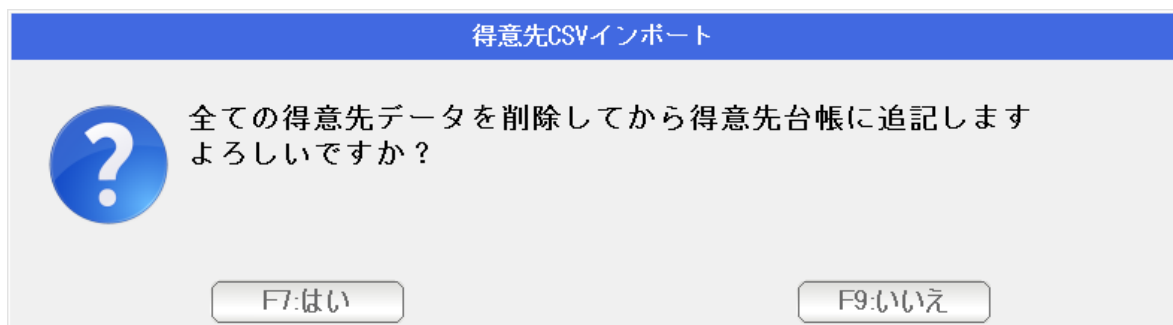 得意先CSVインポート
全ての得意先データを削除してから得意先台帳に追記します
よろしいですか？
F7:はい
F9:いいえ